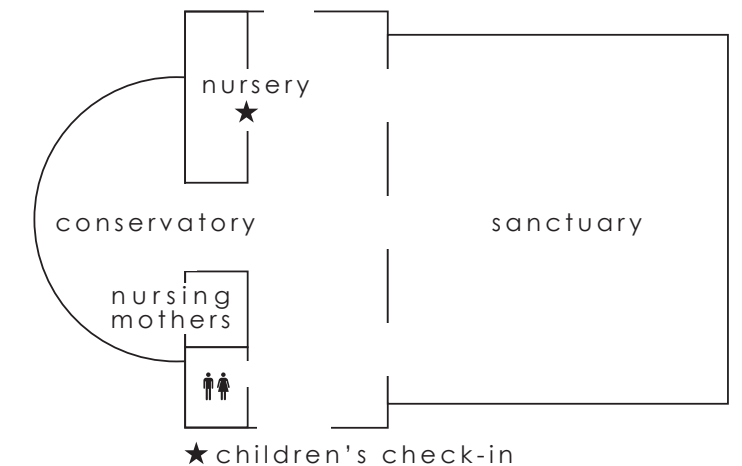 nursery
conservatory
sanctuary
nursing
mothers
children's check-in